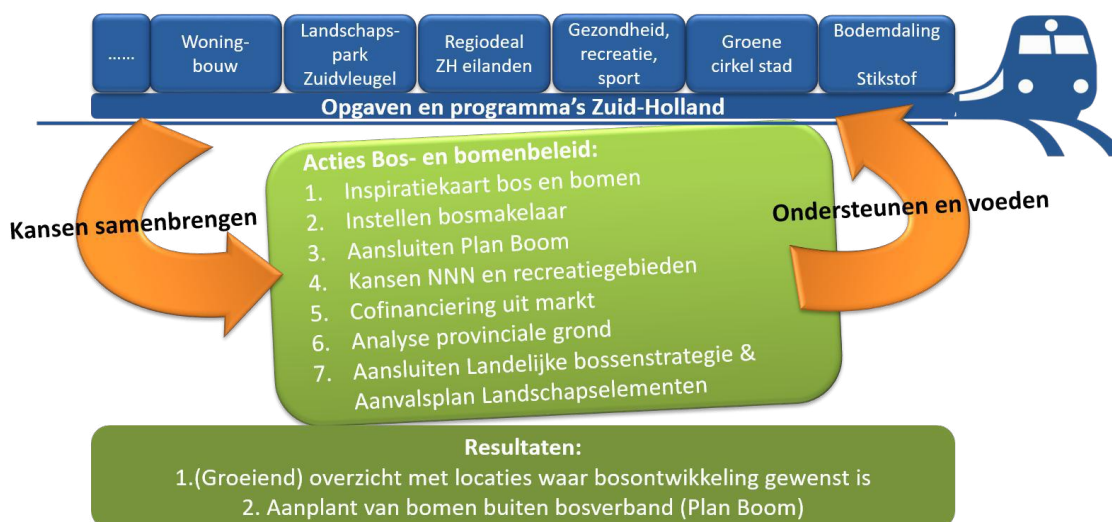 ......
Woning-
bouw
Landschaps-
park
Zuidvleugel
Regiodeal
ZH eilanden
Gezondheid,
recreatie,
sport
Groene
cirkel stad
Bodemdaling
Stikstof
Opgaven en programma's Zuid-Holland
Kansen samenbrengen
Acties Bos- en bomenbeleid:
1. Inspiratiekaart bos en bomen
2. Instellen bosmakelaar
3. Aansluiten Plan Boom
4. Kansen NNN en recreatiegebieden
5. Cofinanciering uit markt
6. Analyse provinciale grond
7. Aansluiten Landelijke bossenstrategie &
Aanvalsplan Landschapselementen
Ondersteunen en voeden
Resultaten:
1.(Groeiend) overzicht met locaties waar bosontwikkeling gewenst is
2. Aanplant van bomen buiten bosverband (Plan Boom)